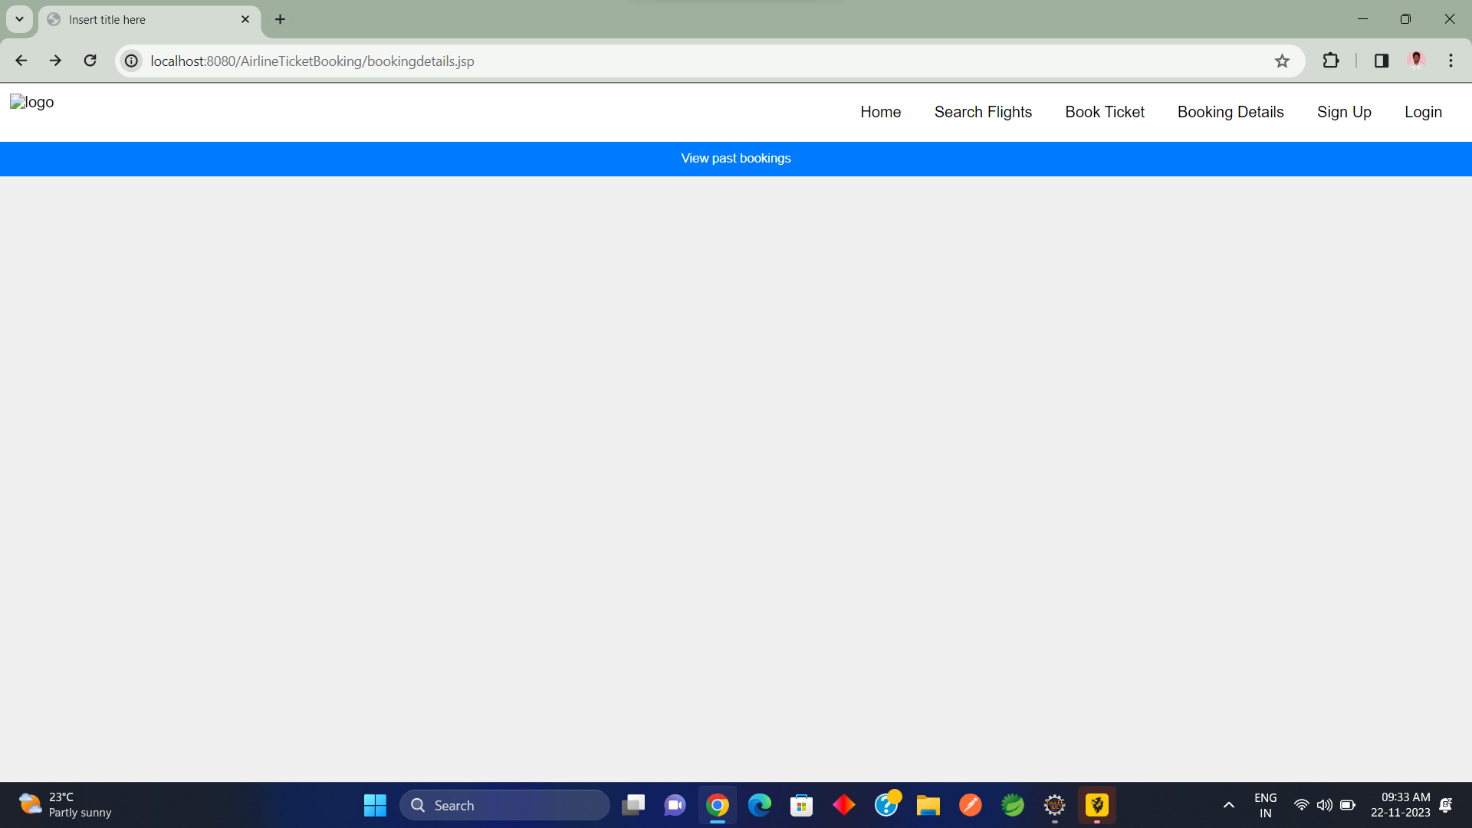 Insert title here
localhost:8080/AirlineTicketBooking/bookingdetails.jsp
logo
Home Search Flights Book Ticket Booking Details Sign Up Login
View past bookings
23°C
Partly sunny
Search
ENG
IN
09:33 AM
22-11-2023